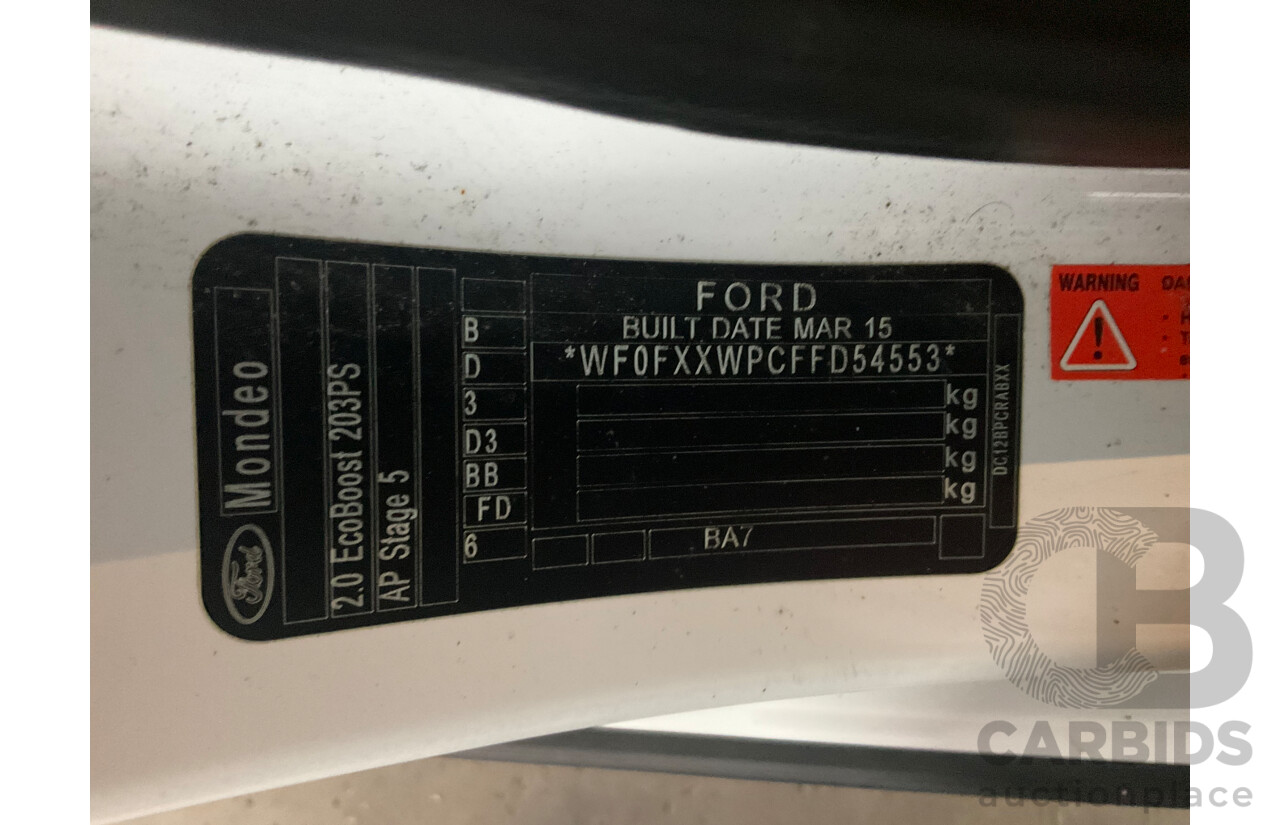 Ford
Mondeo
2.0 EcoBoost 203PS
AP Stage 5
B
D
3
D3
BB
FD
6
FORD
BUILT DATE MAR 15
*WF0FXXWPCFFD54553*
kg
kg
kg
kg
BA7
DC12BPCRABXX
WARNING
CB
CARBIDS
auctionplace